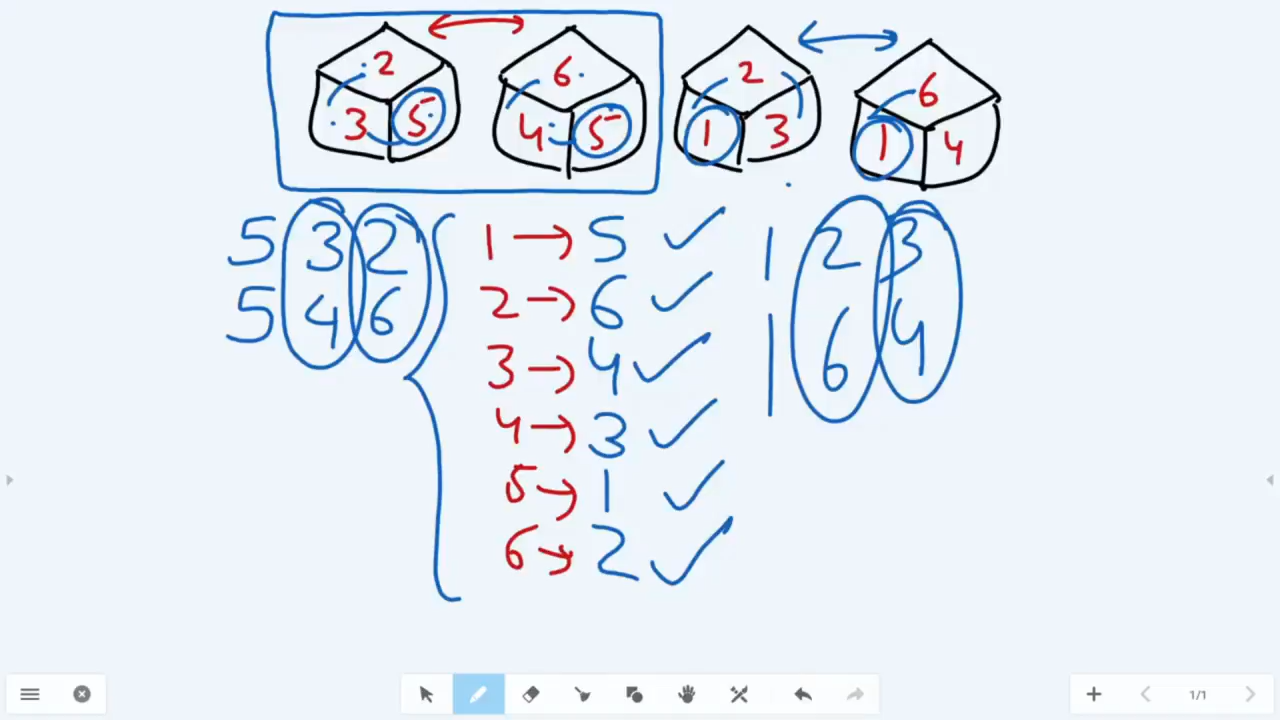 2 6 2 6
3 5 4 5 1 3 1 4
5 3 2 1 → 5 1 2 3
5 4 6 2 → 6 1 6 4
3 → 4
4 → 3
5 → 1
6 → 2
1/1